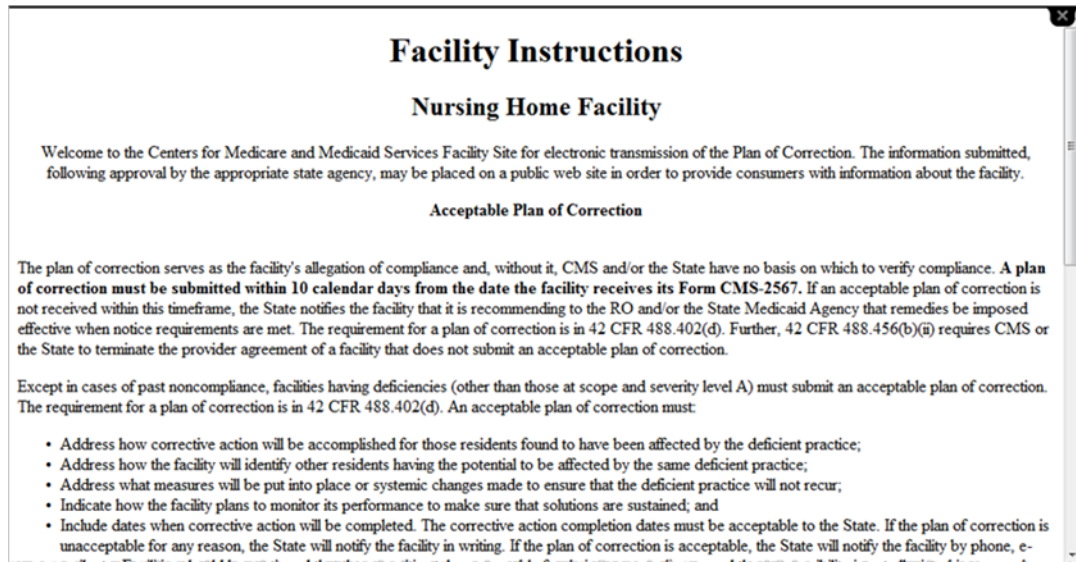 Facility Instructions
Nursing Home Facility
Welcome to the Centers for Medicare and Medicaid Services Facility Site for electronic transmission of the Plan of Correction. The information submitted,
following approval by the appropriate state agency, may be placed on a public web site in order to provide consumers with information about the facility.
Acceptable Plan of Correction
The plan of correction serves as the facility's allegation of compliance and, without it, CMS and/or the State have no basis on which to verify compliance. A plan
of correction must be submitted within 10 calendar days from the date the facility receives its Form CMS-2567. If an acceptable plan of correction is
not received within this timeframe, the State notifies the facility that it is recommending to the RO and/or the State Medicaid Agency that remedies be imposed
effective when notice requirements are met. The requirement for a plan of correction is in 42 CFR 488.402(d). Further, 42 CFR 488.456(b)(ii) requires CMS or
the State to terminate the provider agreement of a facility that does not submit an acceptable plan of correction.
Except in cases of past noncompliance, facilities having deficiencies (other than those at scope and severity level A) must submit an acceptable plan of correction.
The requirement for a plan of correction is in 42 CFR 488.402(d). An acceptable plan of correction must:
• Address how corrective action will be accomplished for those residents found to have been affected by the deficient practice;
• Address how the facility will identify other residents having the potential to be affected by the same deficient practice;
• Address what measures will be put into place or systemic changes made to ensure that the deficient practice will not recur;
• Indicate how the facility plans to monitor its performance to make sure that solutions are sustained; and
• Include dates when corrective action will be completed. The corrective action completion dates must be acceptable to the State. If the plan of correction is
unacceptable for any reason, the State will notify the facility in writing. If the plan of correction is acceptable, the State will notify the facility by phone, e-